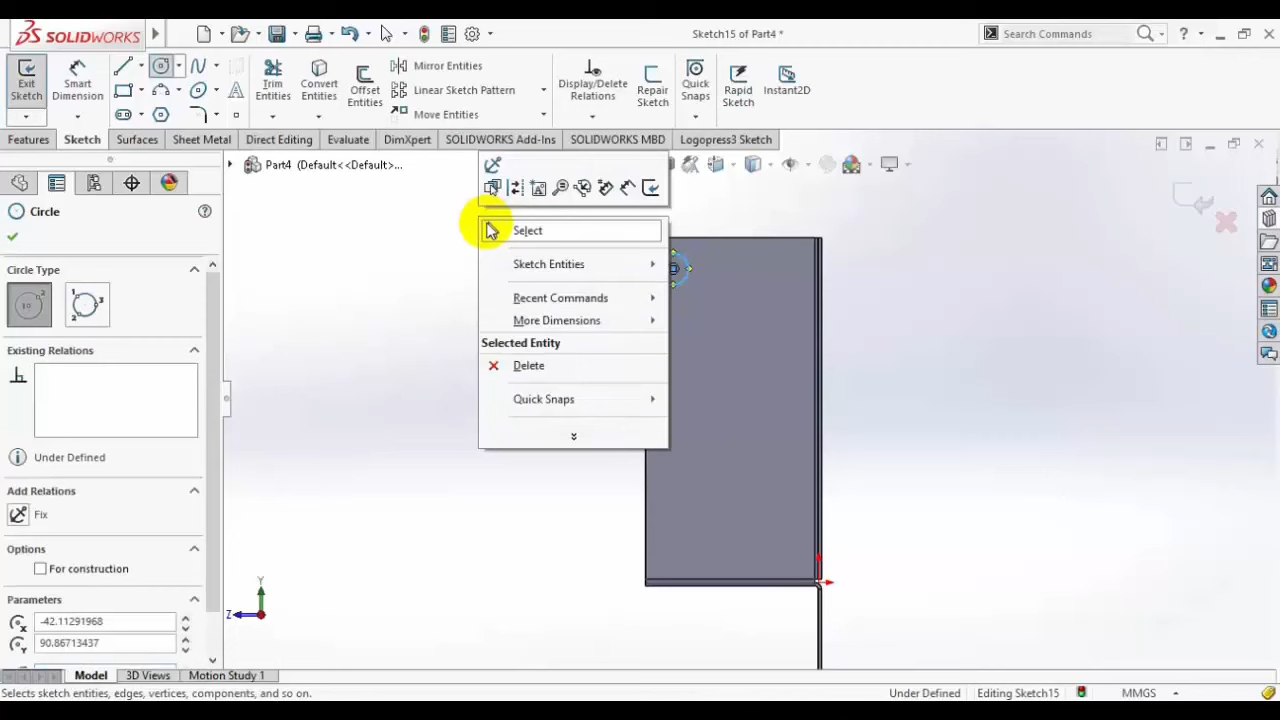 SOLIDWORKS
Sketch15 of Part4 *
Search Commands
Exit Sketch
Smart Dimension
Trim Entities
Convert Entities
Offset Entities
Mirror Entities
Linear Sketch Pattern
Move Entities
Display/Delete Relations
Repair Sketch
Quick Snaps
Rapid Sketch
Instant2D
Features
Sketch
Surfaces
Sheet Metal
Direct Editing
Evaluate
DimXpert
SOLIDWORKS Add-Ins
SOLIDWORKS MBD
Logopress3 Sketch
Part4 (Default<<Default>...
Circle
Circle Type
Existing Relations
Under Defined
Add Relations
Fix
Options
For construction
Parameters
-42.11291968
90.86713437
Select
Sketch Entities
Recent Commands
More Dimensions
Selected Entity
Delete
Quick Snaps
Y
Z
Model
3D Views
Motion Study 1
Selects sketch entities, edges, vertices, components, and so on.
Under Defined
Editing Sketch15
MMGS